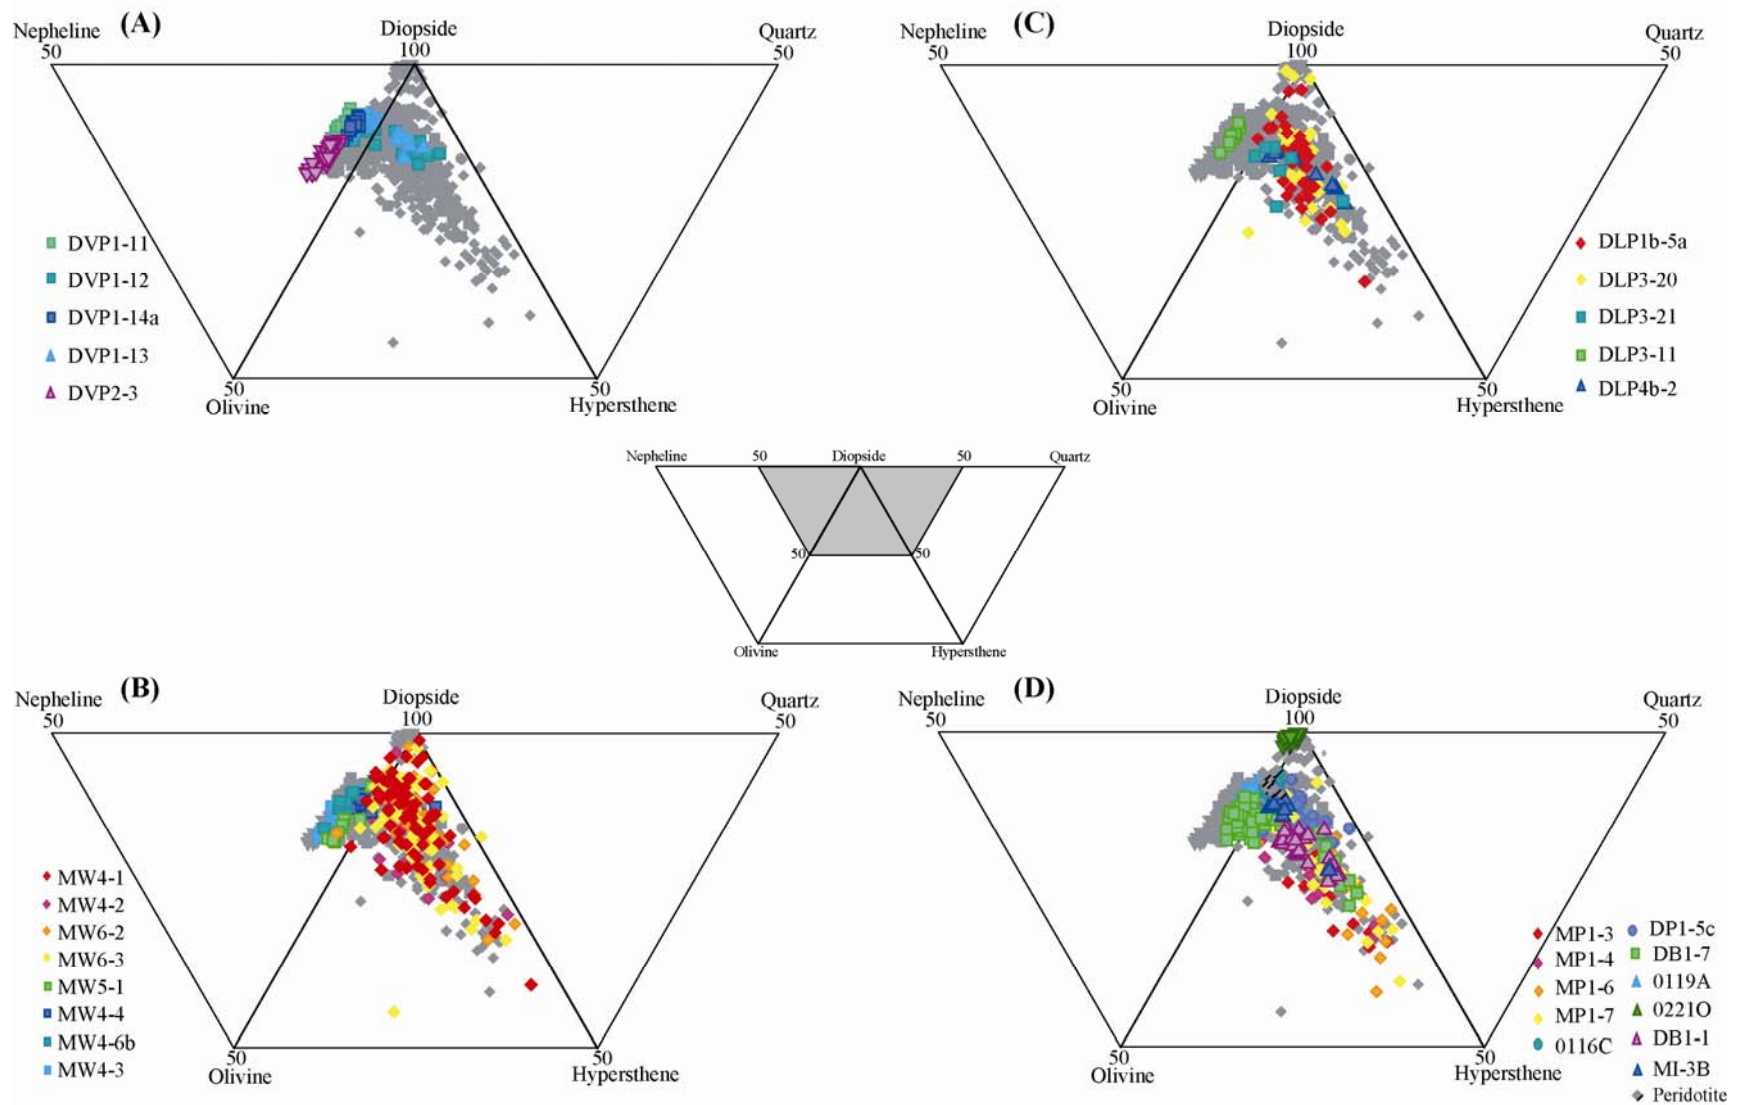 (A)
Nepheline
50
Diopside
100
Quartz
50
DVP1-11
DVP1-12
DVP1-14a
DVP1-13
DVP2-3
50
Olivine
50
Hypersthene
(C)
Nepheline
50
Diopside
100
Quartz
50
DLP1b-5a
DLP3-20
DLP3-21
DLP3-11
DLP4b-2
50
Olivine
50
Hypersthene
Nepheline
50
Diopside
50
Quartz
50
50
Olivine
Hypersthene
(B)
Nepheline
50
Diopside
100
Quartz
50
MW4-1
MW4-2
MW6-2
MW6-3
MW5-1
MW4-4
MW4-6b
MW4-3
50
Olivine
50
Hypersthene
(D)
Nepheline
50
Diopside
100
Quartz
50
MP1-3
MP1-4
MP1-6
MP1-7
0116C
DP1-5c
DB1-7
0119A
0221O
DB1-1
MI-3B
Peridotite
50
Olivine
50
Hypersthene